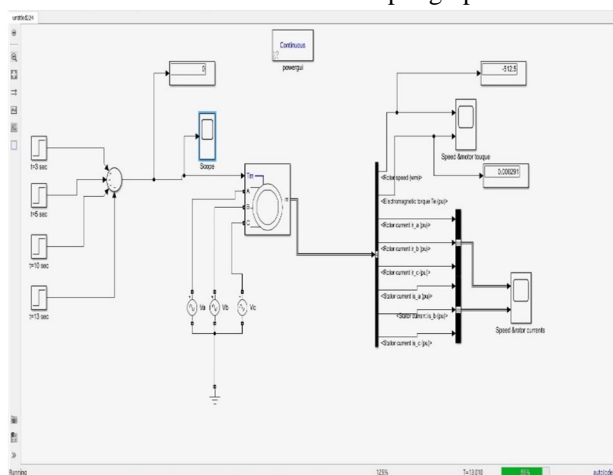 untitled224
Continuous
powergui
0
-512.5
Scope
Speed &motor touque
0.000291
t=3 sec
t=5 sec
t=10 sec
t=13 sec
Tm
A
B
C
m
<Rotor speed (wm)>
<Electromagnetic torque Te (pu)>
<Rotor current ir_a (pu)>
<Rotor current ir_b (pu)>
<Rotor current ir_c (pu)>
<Stator current is_a (pu)>
<Stator current is_b (pu)>
<Stator current is_c (pu)>
Va
Vb
Vc
Speed &rotor currents
Running
125%
T=13.010